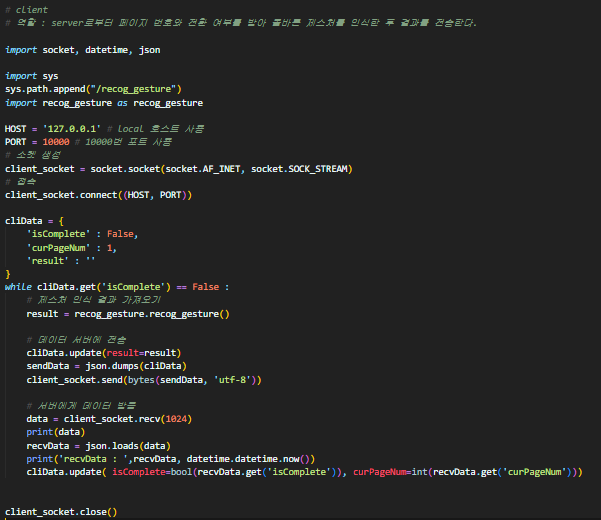 # client
# 역할 : server로부터 페이지 번호와 전환 여부를 받아 올바른 제스처를 인식한 후 결과를 전송한다.
import socket, datetime, json
import sys
sys.path.append("/recog_gesture")
import recog_gesture as recog_gesture
HOST = '127.0.0.1' # local 호스트 사용
PORT = 10000 # 10000번 포트 사용
# 소켓 생성
client_socket = socket.socket(socket.AF_INET, socket.SOCK_STREAM)
# 접속
client_socket.connect((HOST, PORT))
cliData = {
    'isComplete' : False,
    'curPageNum' : 1,
    'result' : ''
}
while cliData.get('isComplete') == False :
    # 제스처 인식 결과 가져오기
    result = recog_gesture.recog_gesture()
    # 데이터 서버에 전송
    cliData.update(result=result)
    sendData = json.dumps(cliData)
    client_socket.send(bytes(sendData, 'utf-8'))
    # 서버에게 데이터 받음
    data = client_socket.recv(1024)
    print(data)
    recvData = json.loads(data)
    print('recvData : ',recvData, datetime.datetime.now())
    cliData.update( isComplete=bool(recvData.get('isComplete')), curPageNum=int(recvData.get('curPageNum')))
client_socket.close()